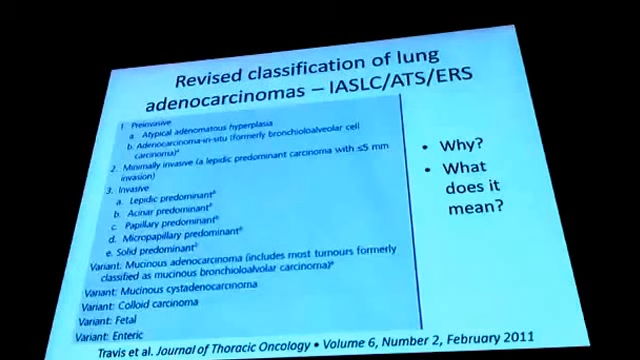 Revised classification of lung
adenocarcinomas – IASLC/ATS/ERS
1. Preinvasive
a. Atypical adenomatous hyperplasia
b. Adenocarcinoma-in-situ (formerly bronchioloalveolar cell
carcinoma)
2. Minimally invasive (a lepidic predominant carcinoma with ≤5 mm
invasion)
3. Invasive
a. Lepidic predominant
b. Acinar predominant
c. Papillary predominant
d. Micropapillary predominant
e. Solid predominant
Variant: Mucinous adenocarcinoma (includes most tumours formerly
classified as mucinous bronchioloalvolar carcinoma)
Variant: Mucinous cystadenocarcinoma
Variant: Colloid carcinoma
Variant: Fetal
Variant: Enteric
• Why?
• What
does it
mean?
Travis et al. Journal of Thoracic Oncology • Volume 6, Number 2, February 2011